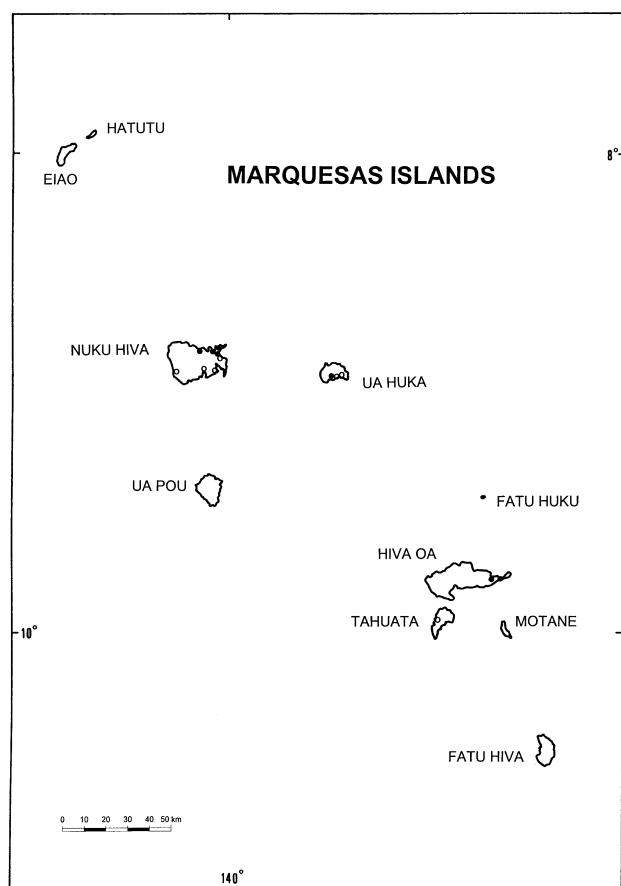 HATUTU
8°
EIAO
MARQUESAS ISLANDS
NUKU HIVA
UA HUKA
UA POU
FATU HUKU
HIVA OA
TAHUATA
MOTANE
10°
FATU HIVA
0 10 20 30 40 50 km
140°